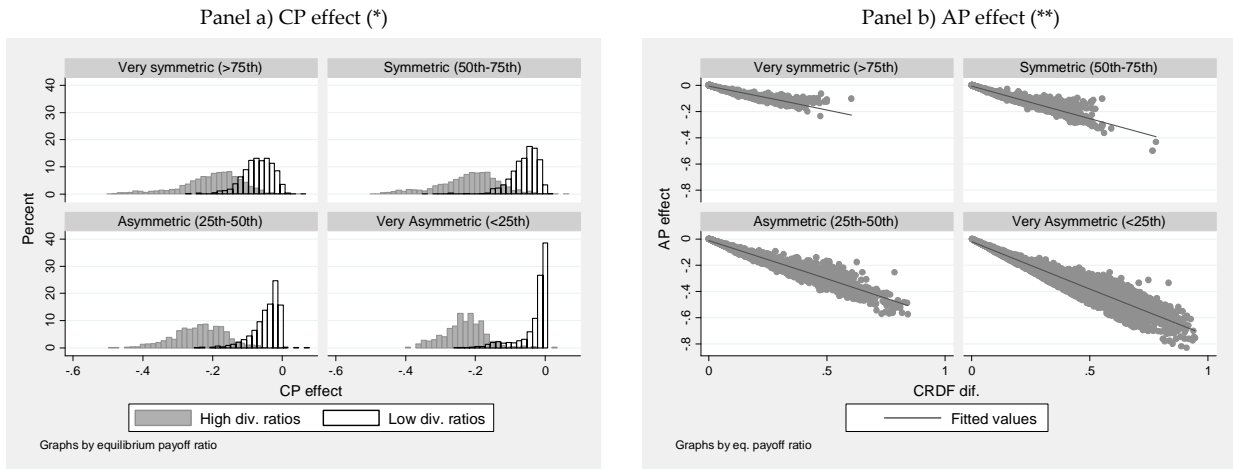 Panel a) CP effect (*)
Very symmetric (>75th)
Symmetric (50th-75th)
Asymmetric (25th-50th)
Very Asymmetric (<25th)
Percent
0 10 20 30 40
0 10 20 30 40
-.6 -.4 -.2 0
-.6 -.4 -.2 0
CP effect
High div. ratios
Low div. ratios
Graphs by equilibrium payoff ratio
Panel b) AP effect (**)
Very symmetric (>75th)
Symmetric (50th-75th)
Asymmetric (25th-50th)
Very Asymmetric (<25th)
AP effect
-.8 -.6 -.4 -.2 0
-.8 -.6 -.4 -.2 0
0 .5 1
0 .5 1
CRDF dif.
Fitted values
Graphs by eq. payoff ratio